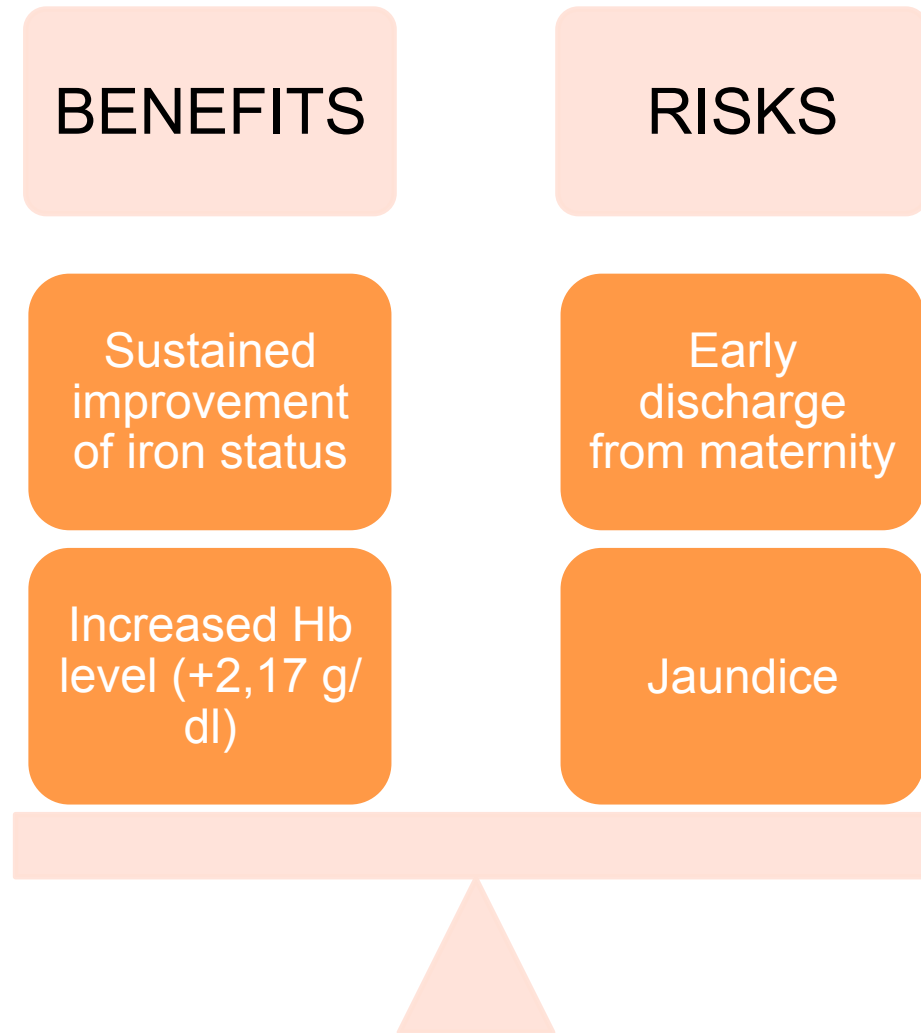 BENEFITS
RISKS
Sustained
improvement
of iron status
Early
discharge
from maternity
Increased Hb
level (+2,17 g/
dl)
Jaundice